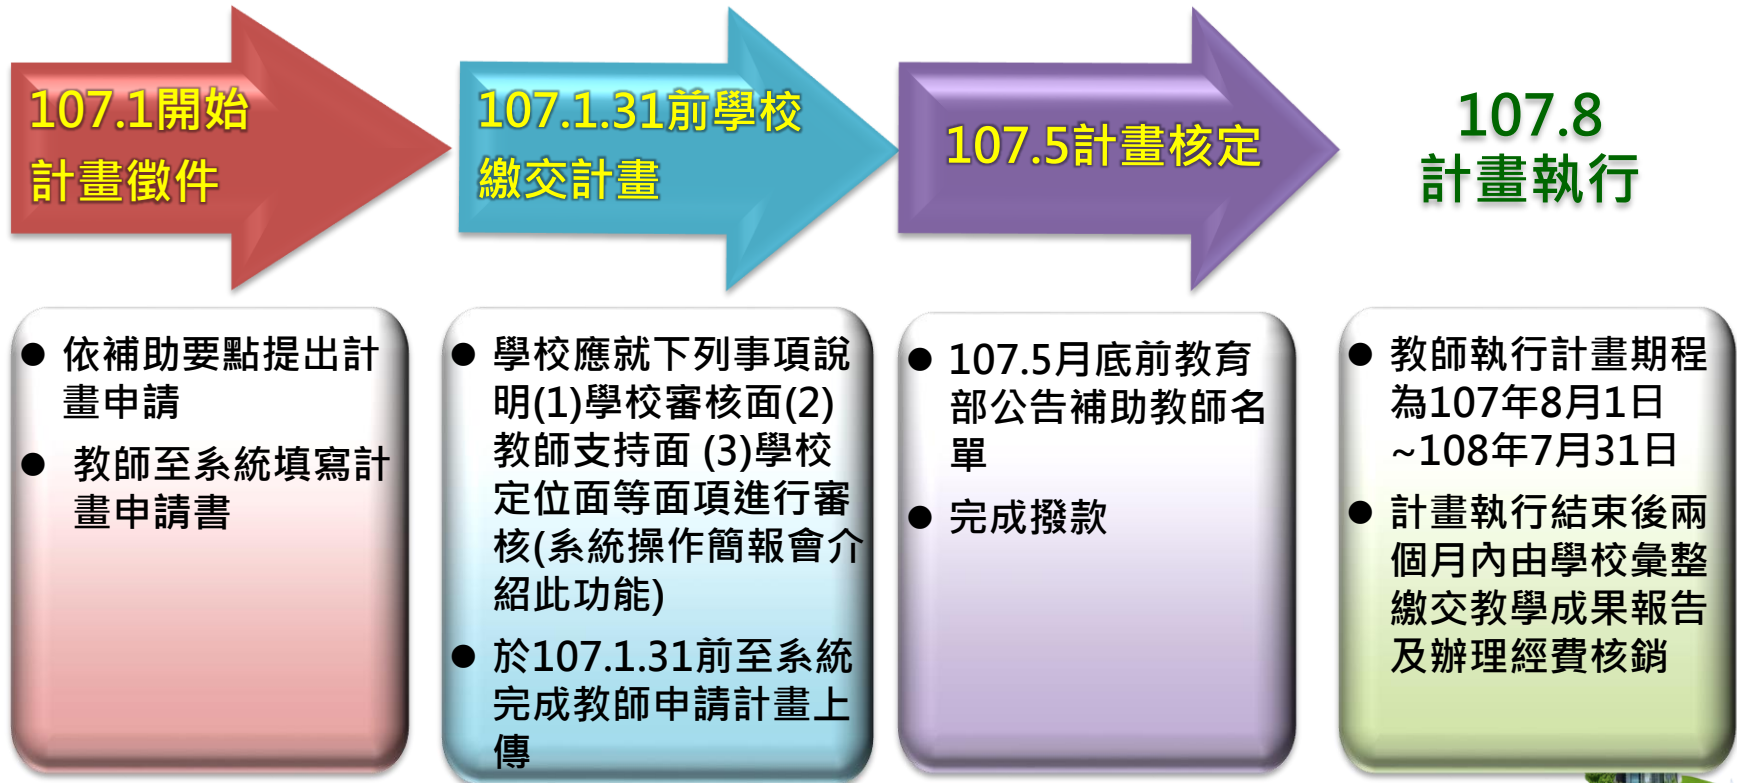 107.1開始
計畫徵件
107.1.31前學校
繳交計畫
107.5計畫核定
107.8
計畫執行
● 依補助要點提出計
畫申請
● 教師至系統填寫計
畫申請書
● 學校應就下列事項說
明(1)學校審核面(2)
教師支持面 (3)學校
定位面等面項進行審
核(系統操作簡報會介
紹此功能)
● 於107.1.31前至系統
完成教師申請計畫上
傳
● 107.5月底前教育
部公告補助教師名
單
● 完成撥款
● 教師執行計畫期程
為107年8月1日
~108年7月31日
● 計畫執行結束後兩
個月內由學校彙整
繳交教學成果報告
及辦理經費核銷